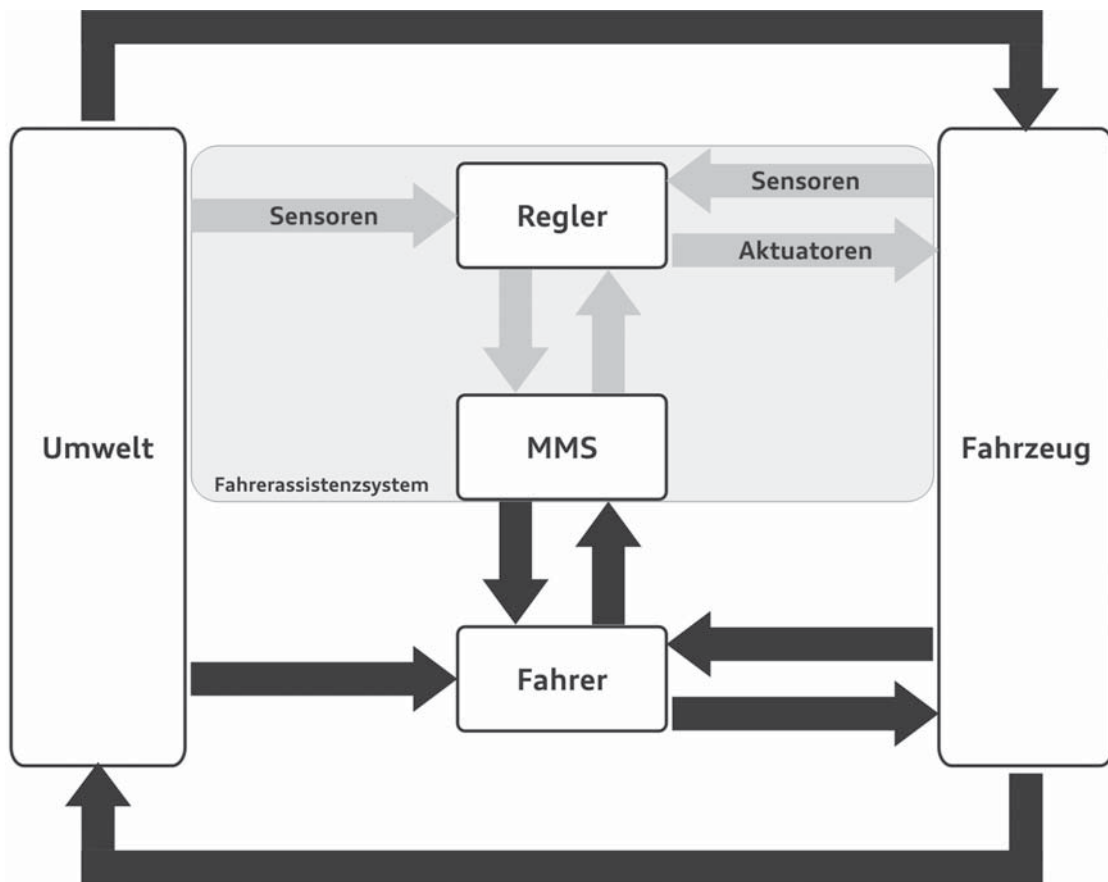 Sensoren
Regler
Sensoren
Aktuatoren
Umwelt
MMS
Fahrzeug
Fahrerassistenzsystem
Fahrer